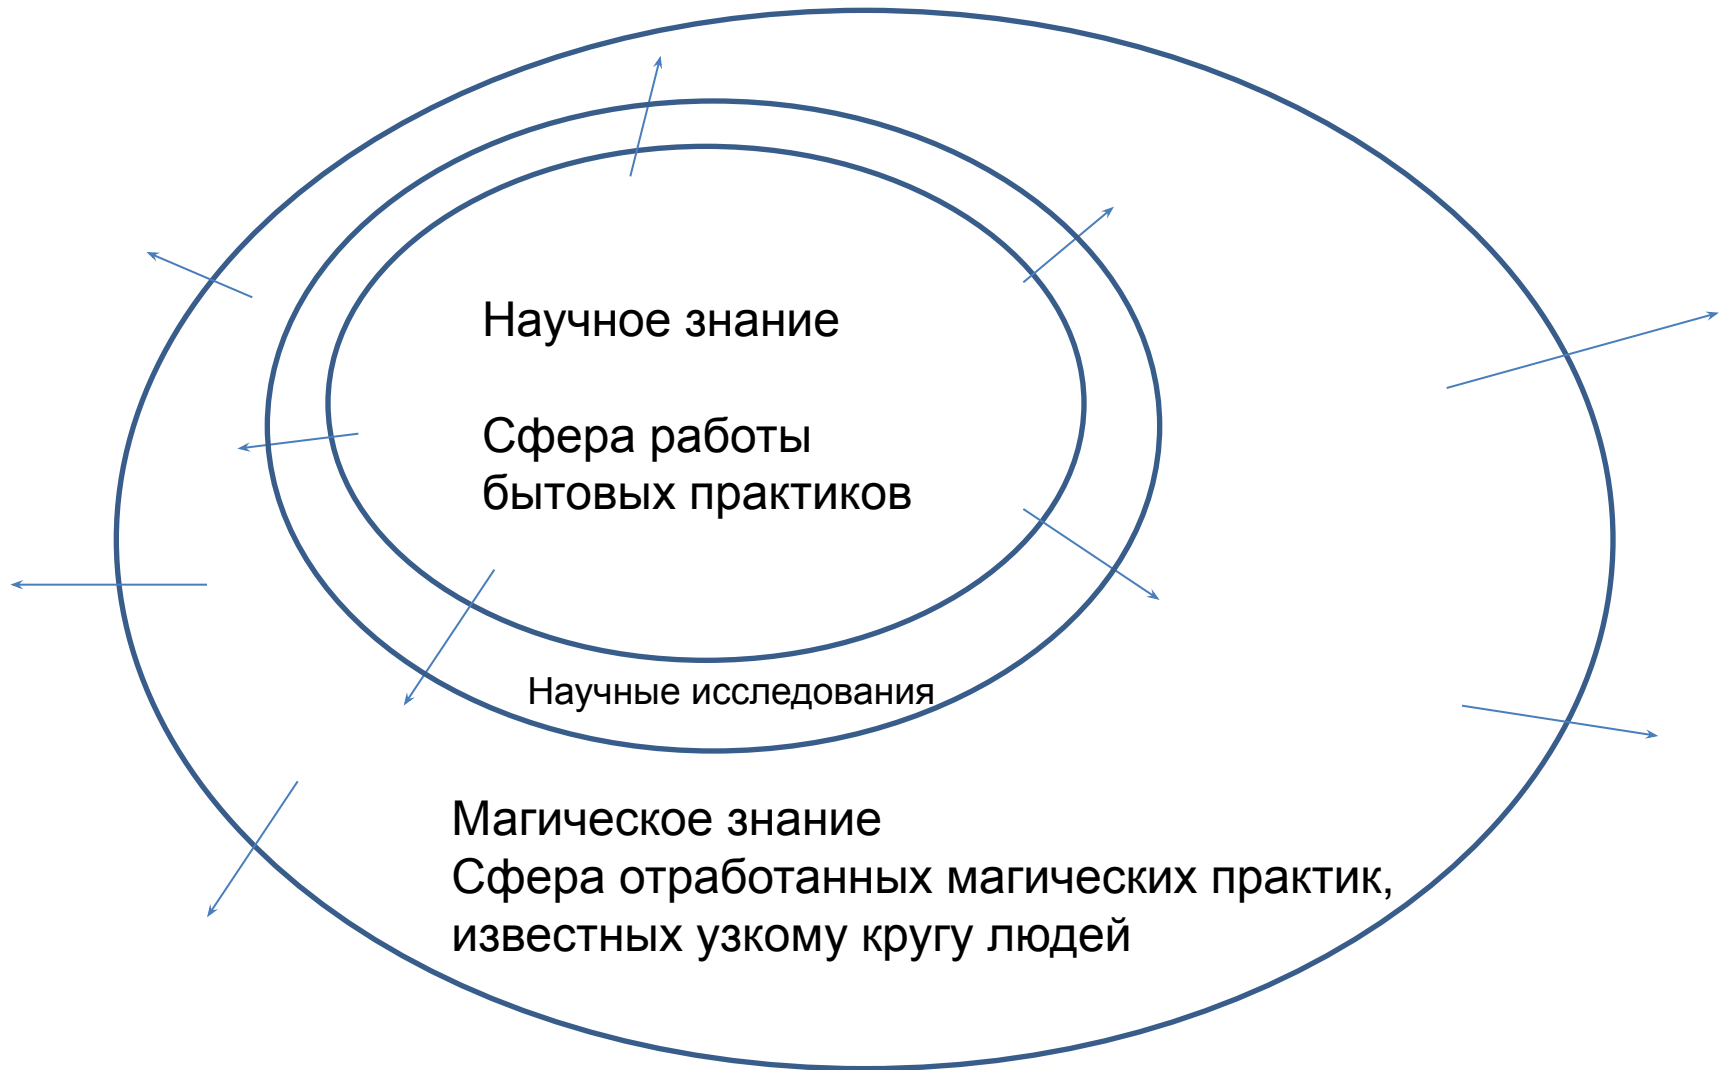 Научное знание
Сфера работы
бытовых практиков
Научные исследования
Магическое знание
Сфера отработанных магических практик,
известных узкому кругу людей